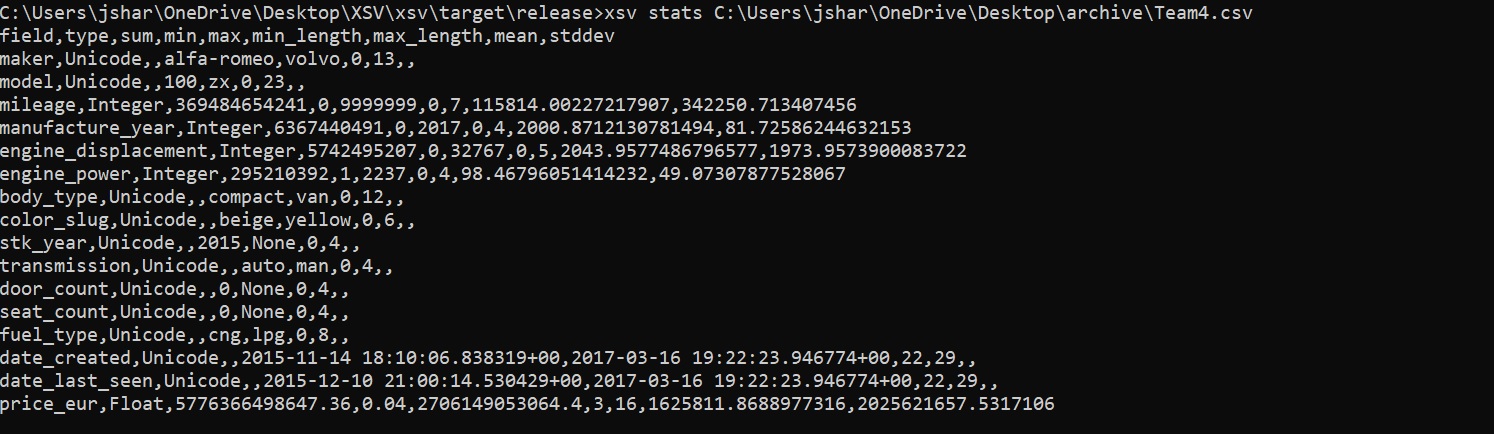 C:\Users\jshar\OneDrive\Desktop\XSV\xsv\target\release>xsv stats C:\Users\jshar\OneDrive\Desktop\archive\Team4.csv
field,type,sum,min,max,min_length,max_length,mean,stddev
maker,Unicode,,alfa-romeo,volvo,0,13,,
model,Unicode,,100,zx,0,23,,
mileage,Integer,369484654241,0,9999999,0,7,115814.00227217907,342250.713407456
manufacture_year,Integer,6367440491,0,2017,0,4,2000.8712130781494,81.72586244632153
engine_displacement,Integer,5742495207,0,32767,0,5,2043.9577486796577,1973.9573900083722
engine_power,Integer,295210392,1,2237,0,4,98.46796051414232,49.07307877528067
body_type,Unicode,,compact,van,0,12,,
color_slug,Unicode,,beige,yellow,0,6,,
stk_year,Unicode,,2015,None,0,4,,
transmission,Unicode,,auto,man,0,4,,
door_count,Unicode,,0,None,0,4,,
seat_count,Unicode,,0,None,0,4,,
fuel_type,Unicode,,cng,lpg,0,8,,
date_created,Unicode,,2015-11-14 18:10:06.838319+00,2017-03-16 19:22:23.946774+00,22,29,,
date_last_seen,Unicode,,2015-12-10 21:00:14.530429+00,2017-03-16 19:22:23.946774+00,22,29,,
price_eur,Float,5776366498647.36,0.04,2706149053064.4,3,16,1625811.8688977316,2025621657.5317106